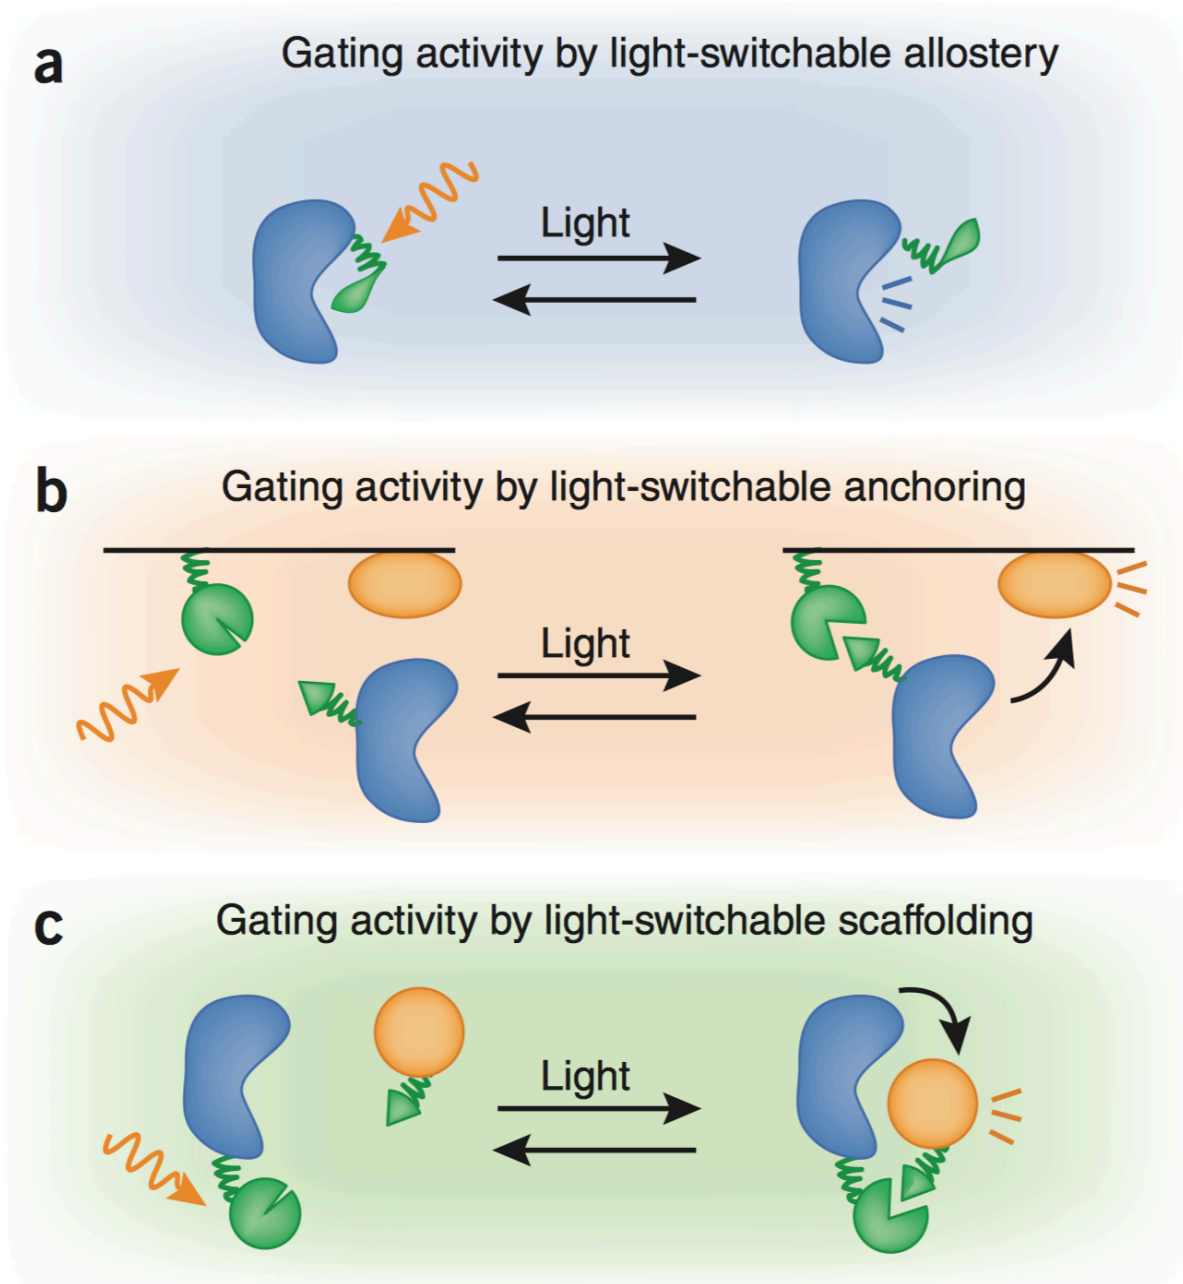 a
Gating activity by light-switchable allostery
Light
b
Gating activity by light-switchable anchoring
Light
c
Gating activity by light-switchable scaffolding
Light